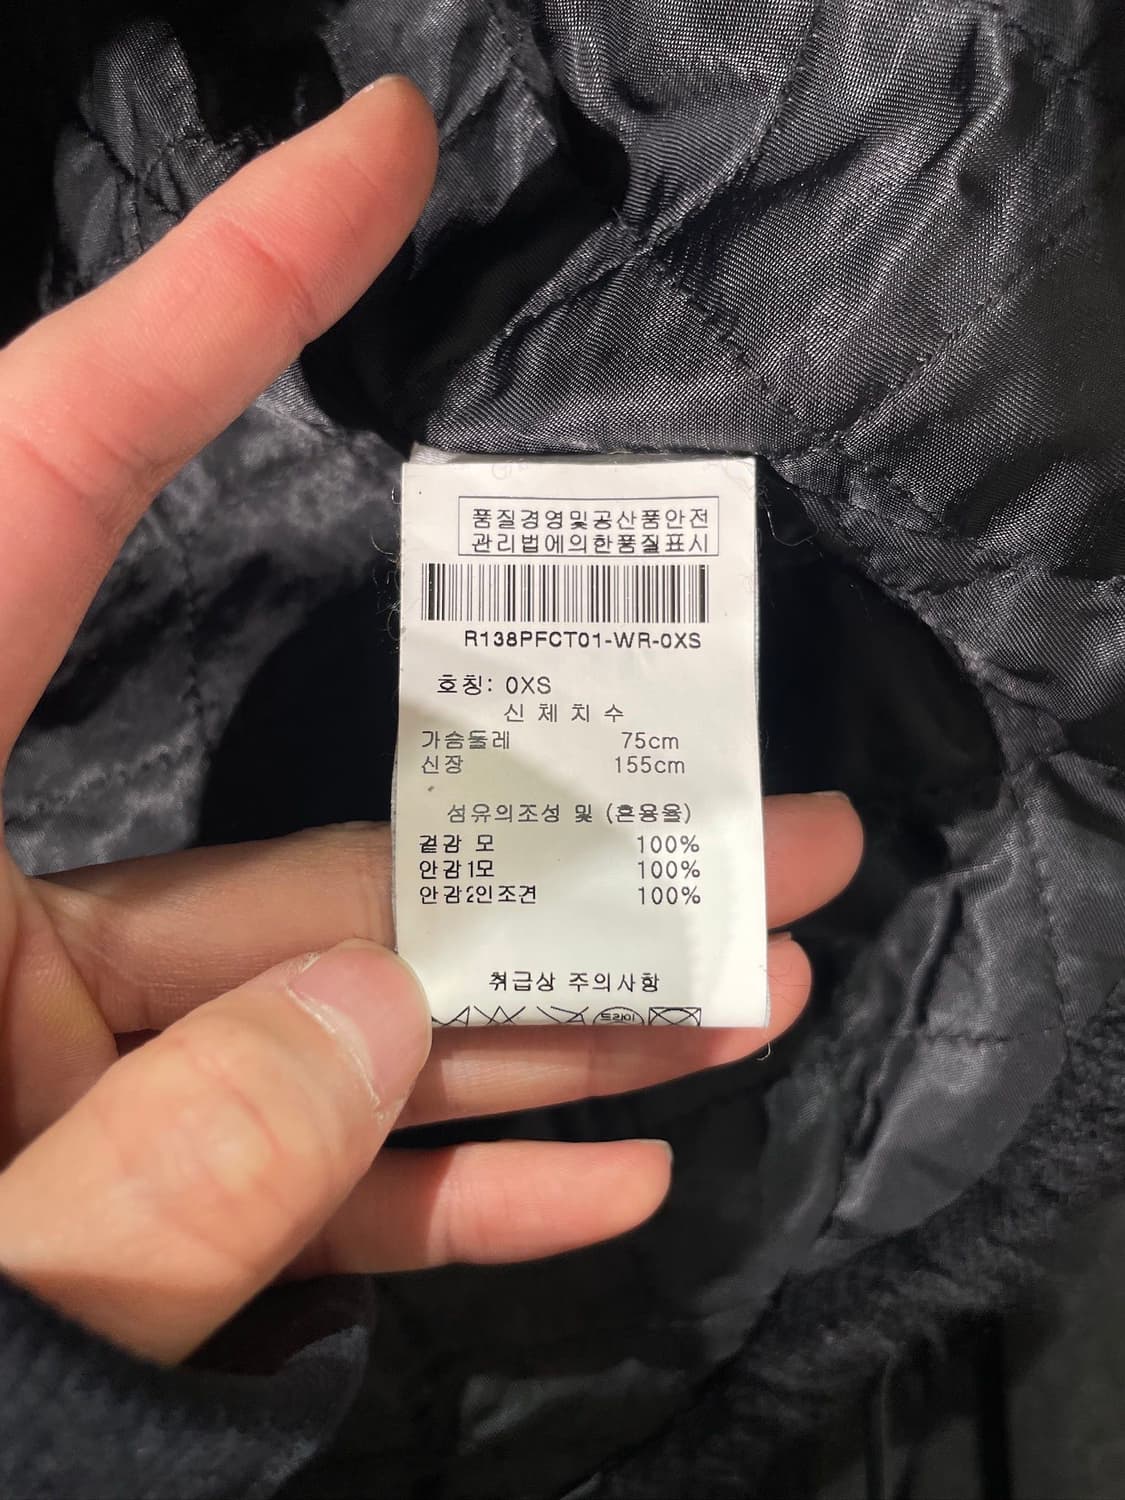 품질경영및공산품안전
관리법에의한품질표시
R138PFCT01-WR-0XS
호칭: 0XS
신 체 치 수
가슴둘레 75cm
신장 155cm
섬유의조성 및 (혼용율)
겉감 모 100%
안감1모 100%
안감2인조견 100%
취급상 주의사항
드라이